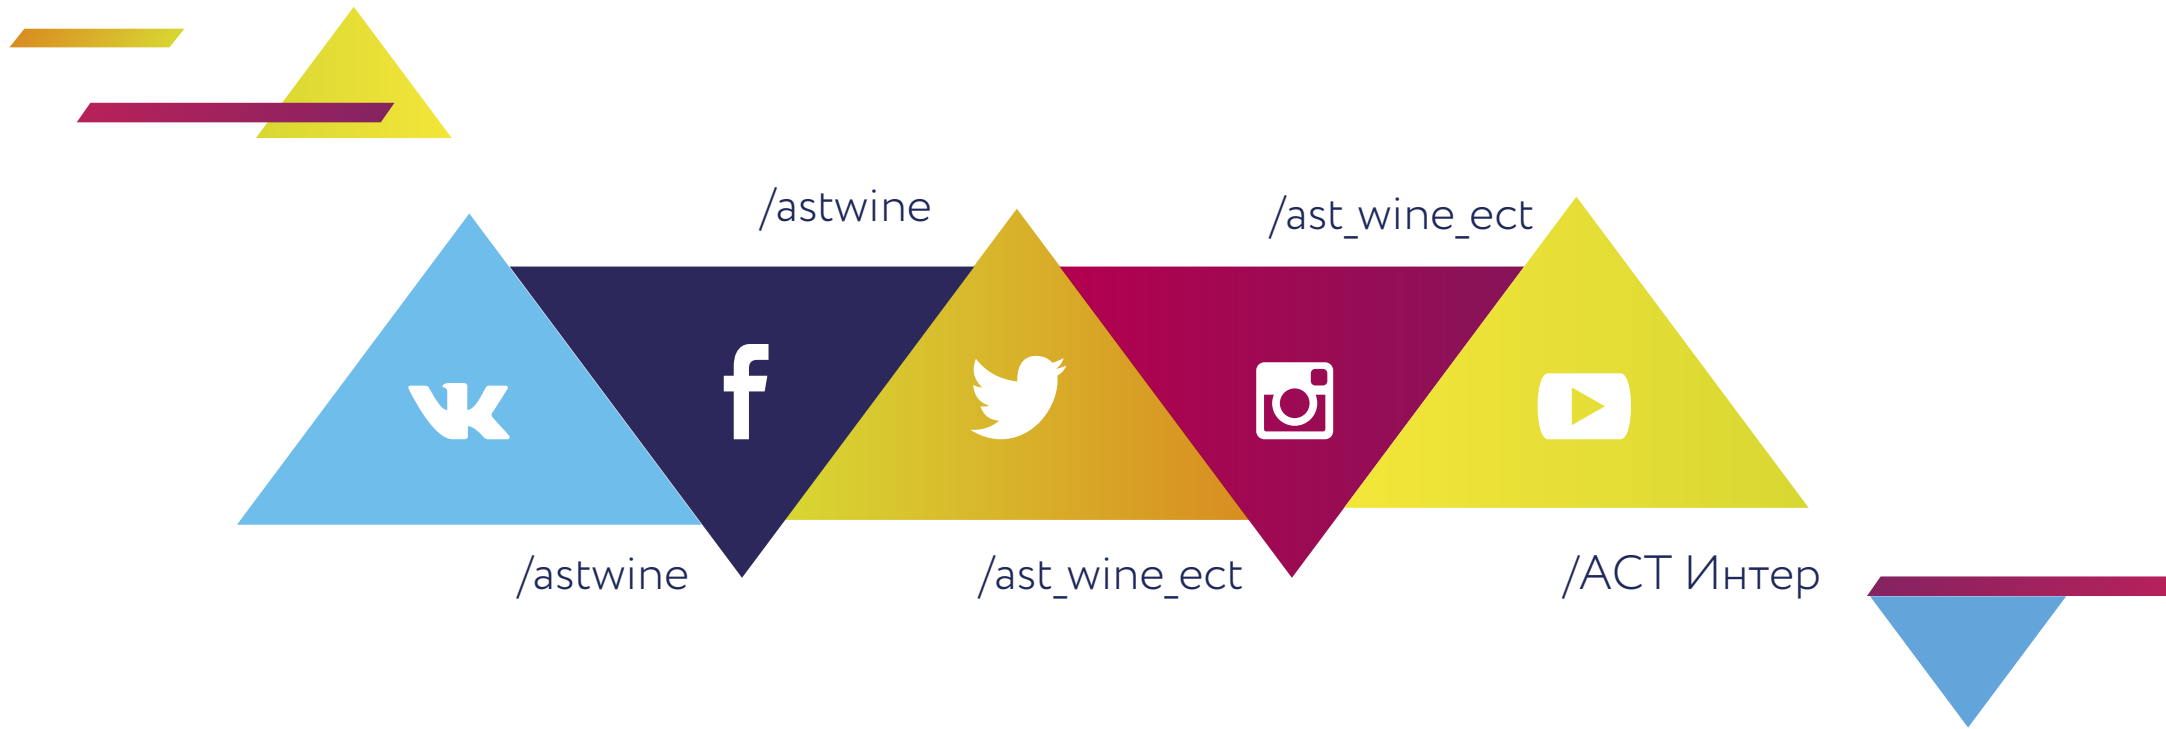 /astwine
/ast_wine_ect
/astwine
/ast_wine_ect
/АСТ Интер